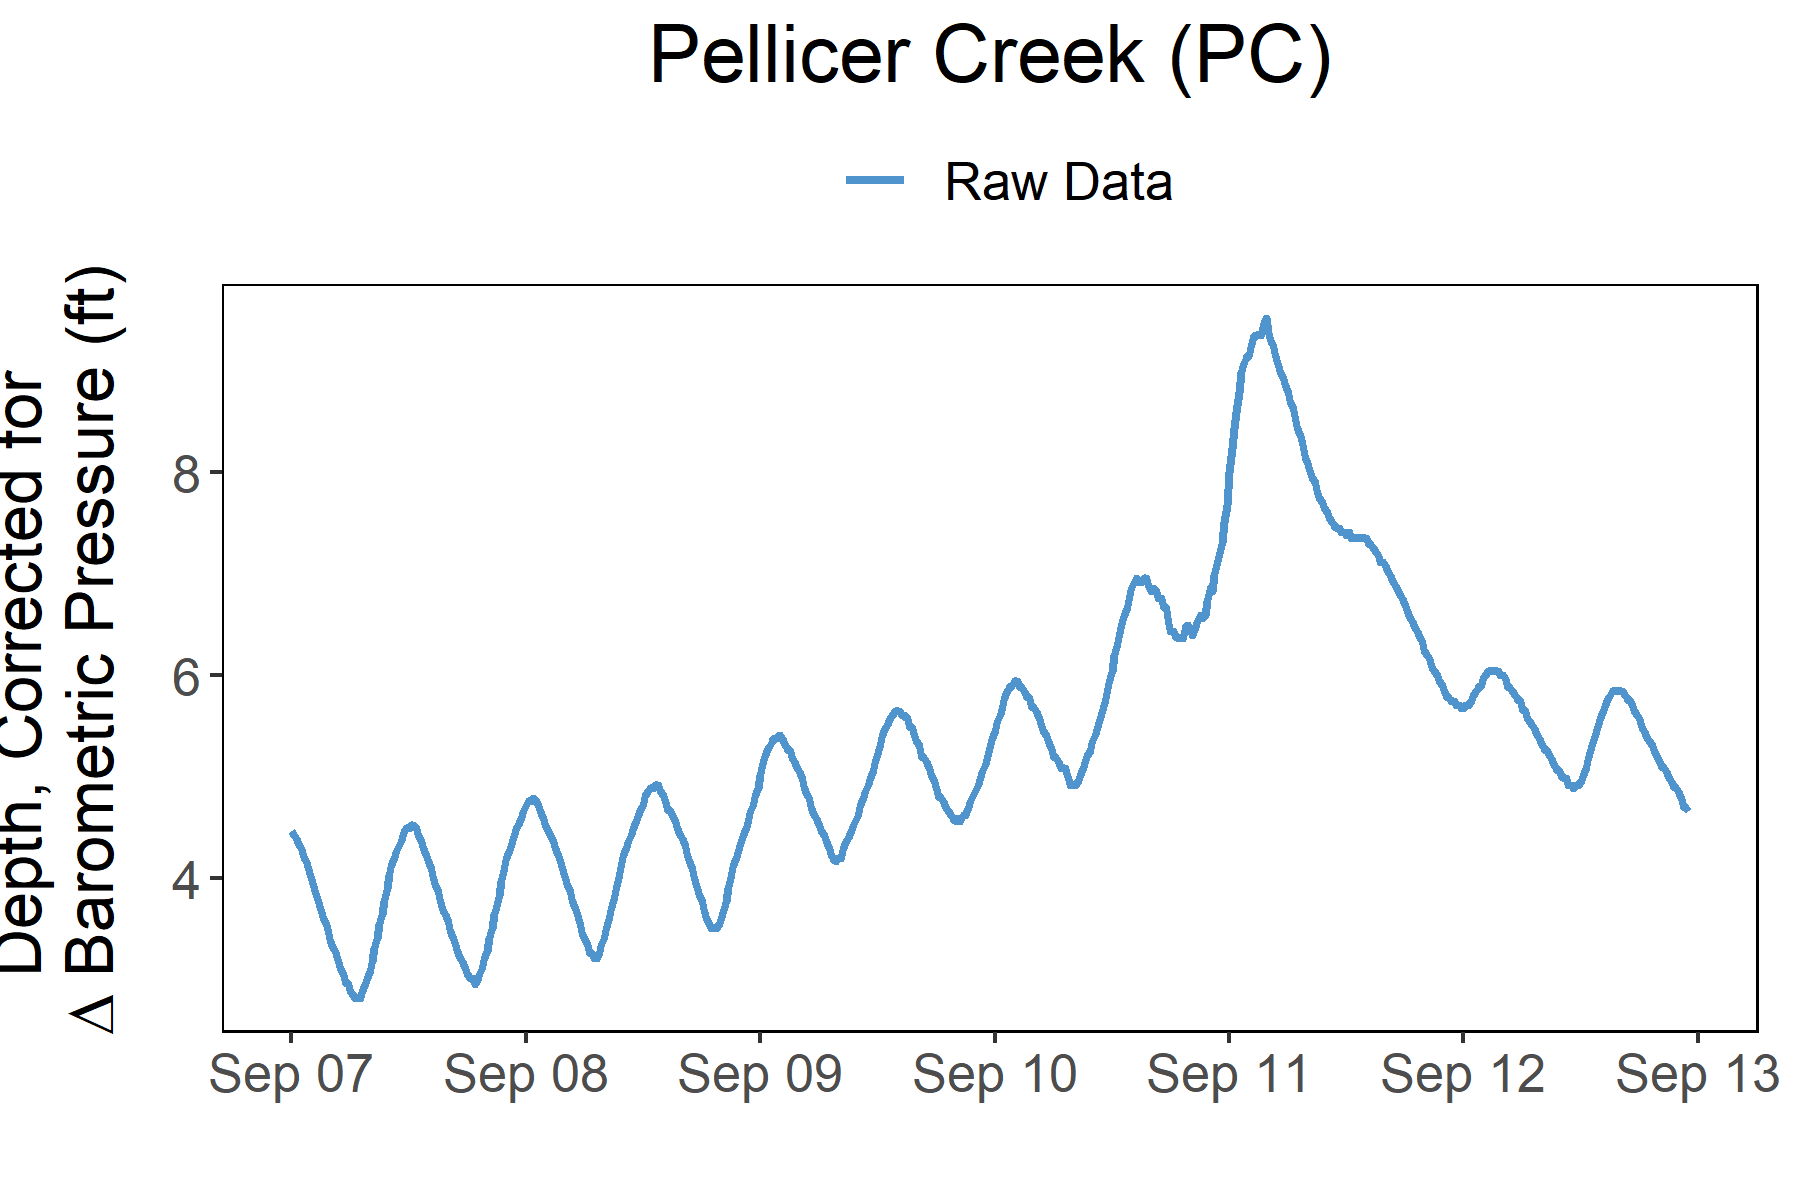 Pellicer Creek (PC)
Raw Data
Depth, Corrected for
Δ Barometric Pressure (ft)
8
6
4
Sep 07 Sep 08 Sep 09 Sep 10 Sep 11 Sep 12 Sep 13